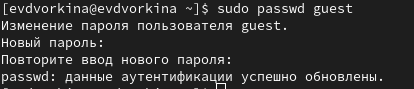 [evdvorkina@evdvorkina ~]$ sudo passwd guest
Изменение пароля пользователя guest.
Новый пароль:
Повторите ввод нового пароля:
passwd: данные аутентификации успешно обновлены.